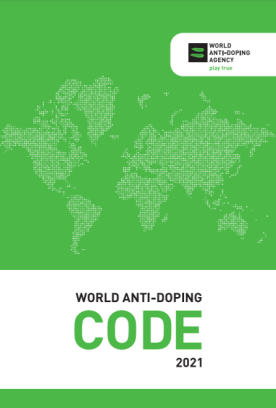 WORLD
ANTI-DOPING
AGENCY
play true
WORLD ANTI-DOPING
CODE
2021